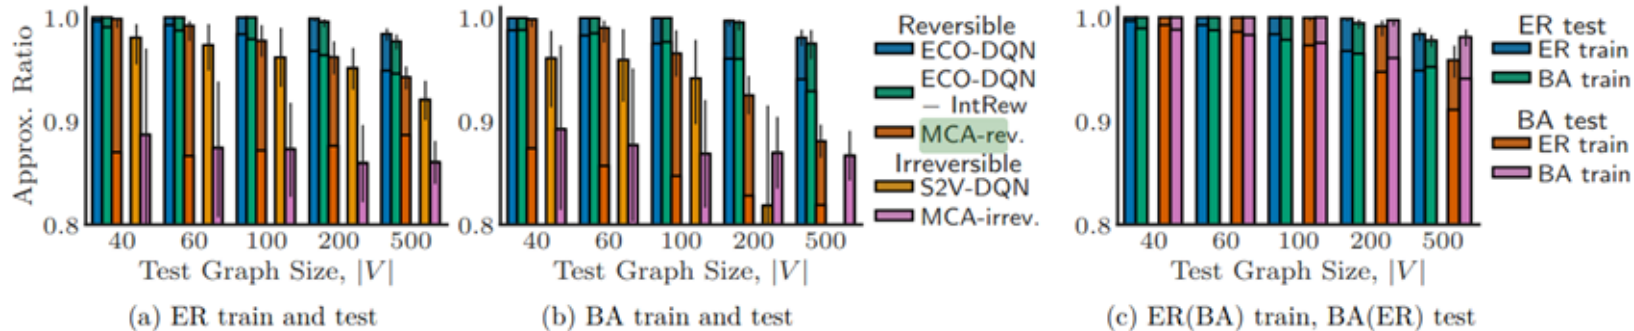 Approx. Ratio
1.0
0.9
0.8
40 60 100 200 500
Test Graph Size, |V|
(a) ER train and test
1.0
0.9
0.8
40 60 100 200 500
Test Graph Size, |V|
(b) BA train and test
Reversible
ECO-DQN
ECO-DQN
− IntRew
MCA-rev.
Irreversible
S2V-DQN
MCA-irrev.
1.0
0.9
0.8
40 60 100 200 500
Test Graph Size, |V|
(c) ER(BA) train, BA(ER) test
ER test
ER train
BA train
BA test
ER train
BA train